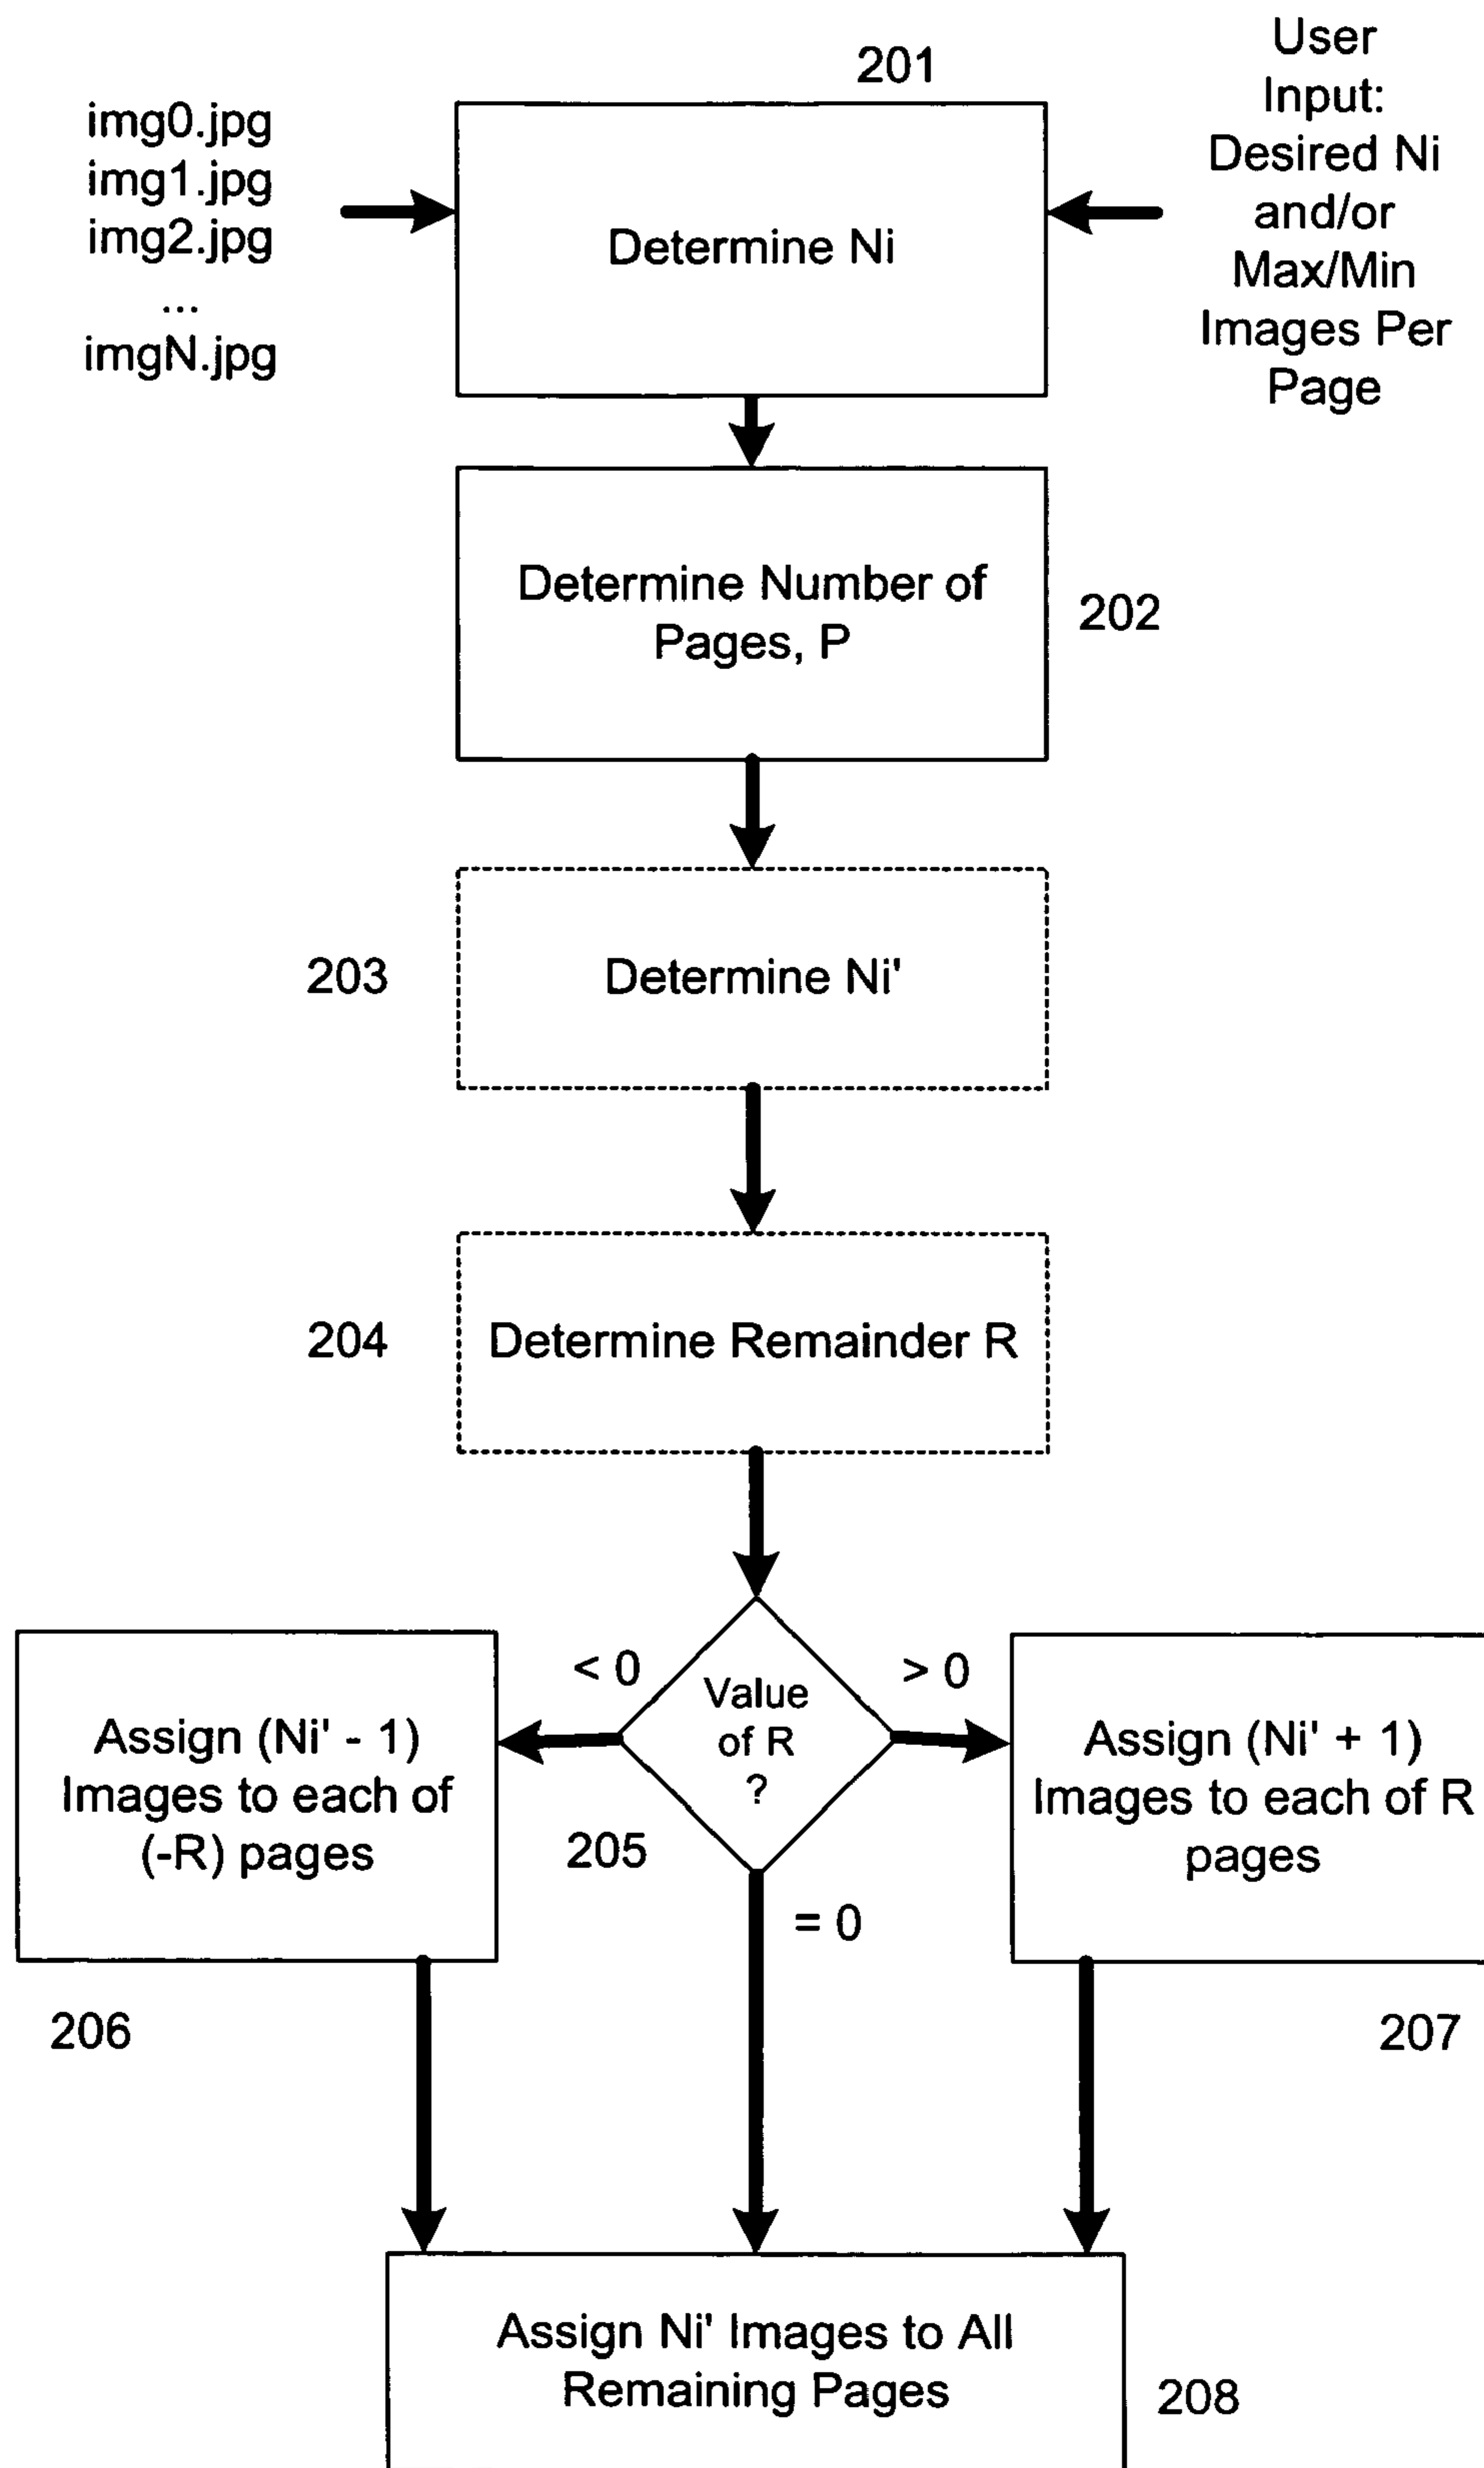 201
img0.jpg
img1.jpg
img2.jpg
...
imgN.jpg
User
Input:
Desired Ni
and/or
Max/Min
Images Per
Page
Determine Ni
Determine Number of
Pages, P
202
203
Determine Ni'
204
Determine Remainder R
< 0
Value
of R
?
> 0
205
= 0
Assign (Ni' - 1)
Images to each of
(-R) pages
206
Assign (Ni' + 1)
Images to each of R
pages
207
Assign Ni' Images to All
Remaining Pages
208